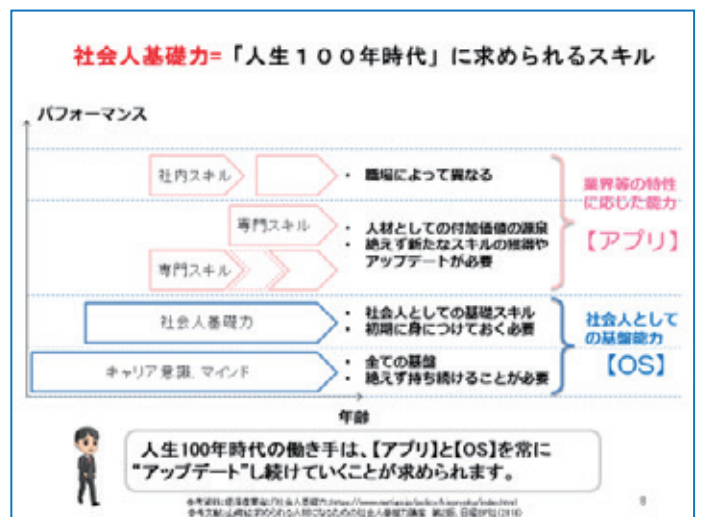 社会人基礎力=「人生１００年時代」に求められるスキル
パフォーマンス
社内スキル
・ 職場によって異なる
専門スキル
専門スキル
・ 人材としての付加価値の源泉
・ 絶えず新たなスキルの獲得や
アップデートが必要
業界等の特性
に応じた能力
【アプリ】
社会人基礎力
・ 社会人としての基礎スキル
・ 初期に身につけておく必要
キャリア意識、マインド
・ 全ての基盤
・ 絶えず持ち続けることが必要
社会人として
の基盤能力
【OS】
年齢
人生100年時代の働き手は、【アプリ】と【OS】を常に
“アップデート”し続けていくことが求められます。